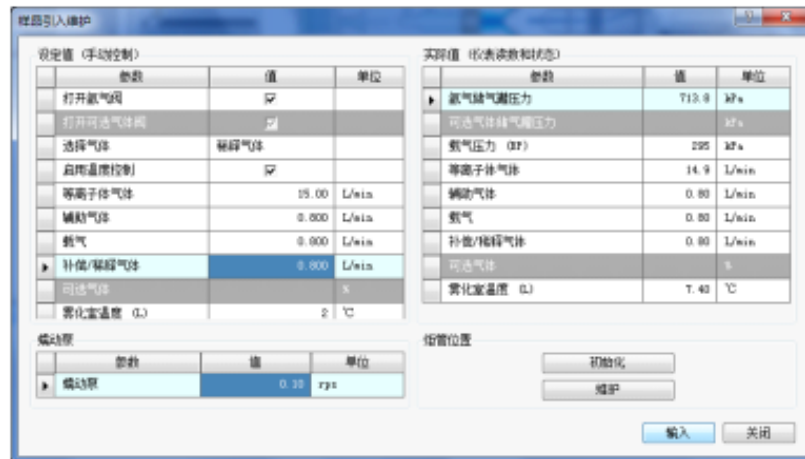 样品引入维护
设定值 (手动控制)
参数 值 单位
打开氩气阀
打开可选气体阀
选择气体 稀释气体
启用温度控制
等离子体气体 15.00 L/min
辅助气体 0.800 L/min
载气 0.800 L/min
补偿/稀释气体 0.800 L/min
可选气体 %
雾化室温度 (L) 2 ℃
蠕动泵
参数 值 单位
蠕动泵 0.10 rps
实际值 (仪表读数和状态)
参数 值 单位
氩气储气罐压力 713.8 kPa
可选气体储气罐压力 kPa
载气压力 (BP) 295 kPa
等离子体气体 14.9 L/min
辅助气体 0.80 L/min
载气 0.80 L/min
补偿/稀释气体 0.80 L/min
可选气体 %
雾化室温度 (L) 7.40 ℃
炬管位置
初始化
维护
输入 关闭